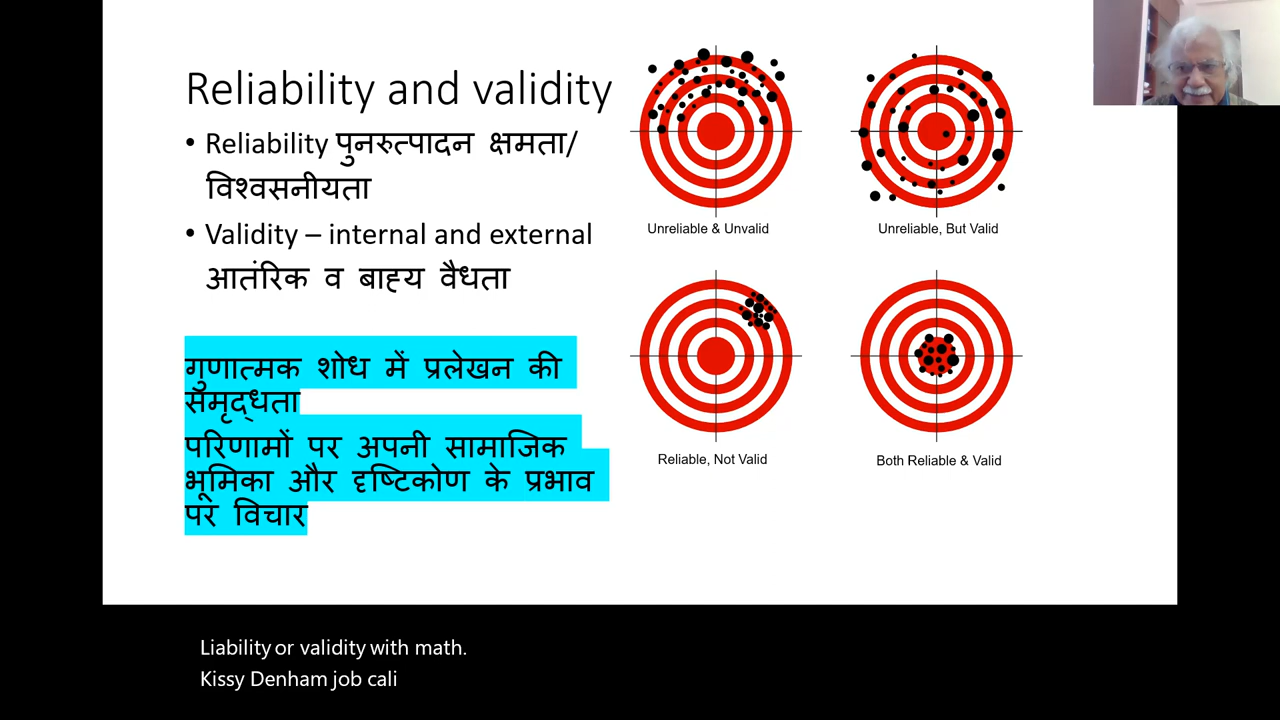 Reliability and validity
• Reliability पुनरुत्पादन क्षमता/
विश्वसनीयता
• Validity – internal and external
आतंरिक व बाह्य वैधता
गुणात्मक शोध में प्रलेखन की
समृद्धता
परिणामों पर अपनी सामाजिक
भूमिका और दृष्टिकोण के प्रभाव
पर विचार
Unreliable & Unvalid
Unreliable, But Valid
Reliable, Not Valid
Both Reliable & Valid
Liability or validity with math.
Kissy Denham job cali